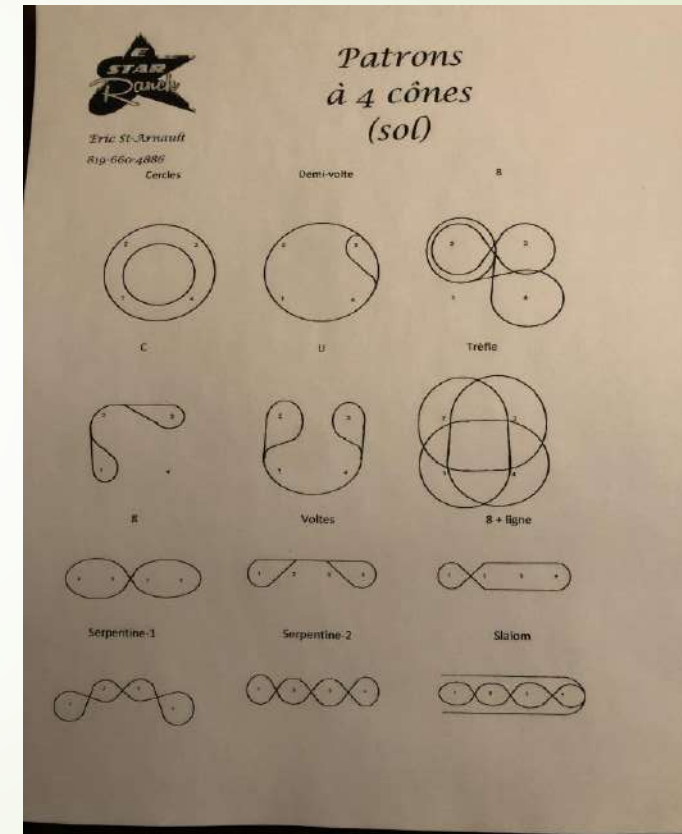 E
STAR
Ranch
Patrons
à 4 cônes
(sol)
Eric St-Arnault
819-660-4886
Cercles
Demi-volte
8
C
U
Trèfle
8
Voltes
8 + ligne
Serpentine-1
Serpentine-2
Slalom